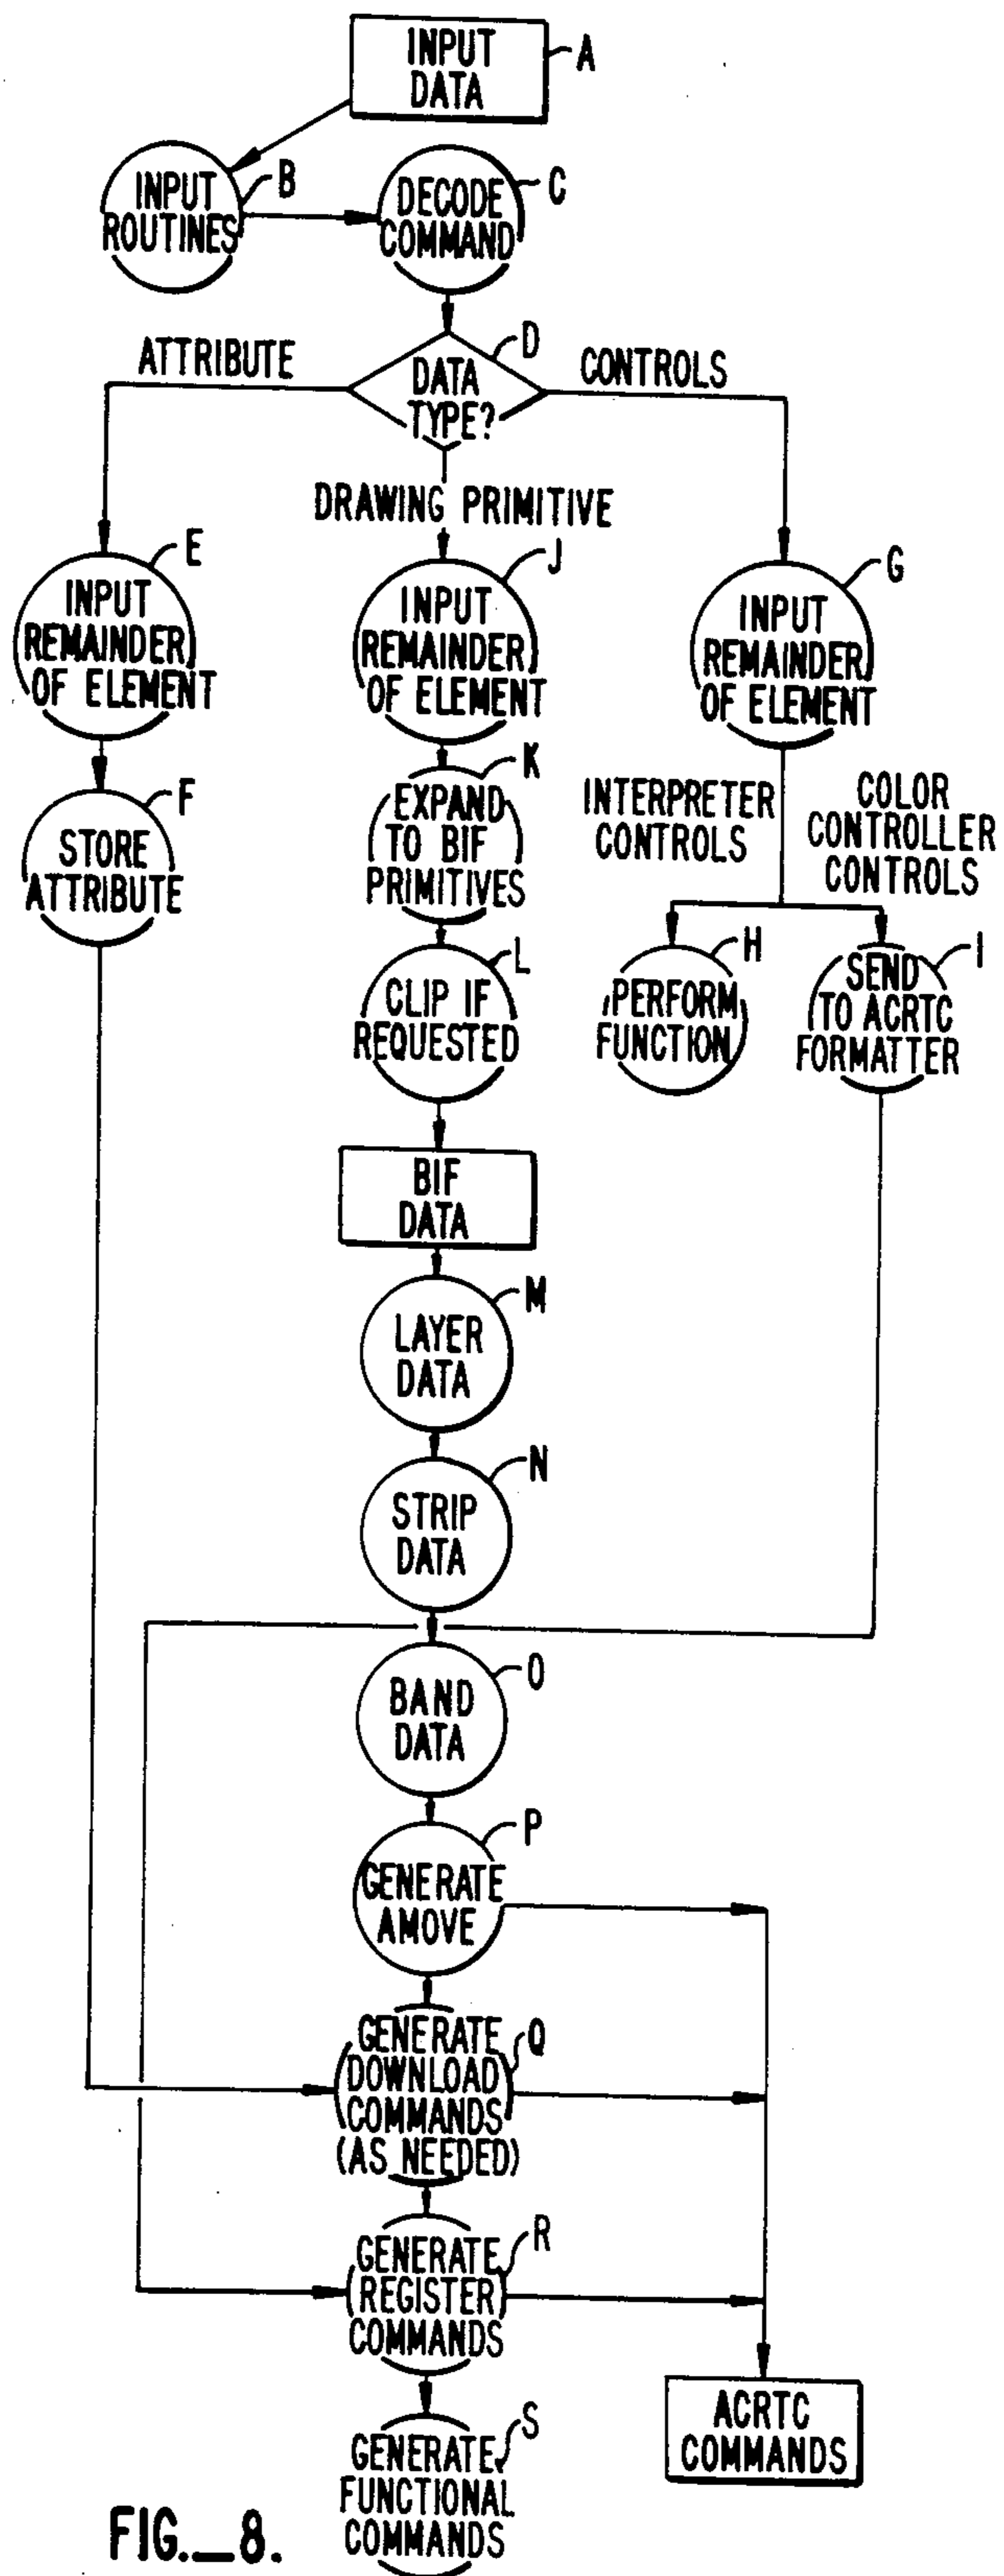 INPUT
DATA
A
INPUT
ROUTINES
B
DECODE
COMMAND
C
DATA
TYPE?
D
ATTRIBUTE
CONTROLS
DRAWING PRIMITIVE
INPUT
REMAINDER
OF ELEMENT
E
INPUT
REMAINDER
OF ELEMENT
J
INPUT
REMAINDER
OF ELEMENT
G
STORE
ATTRIBUTE
F
EXPAND
TO BIF
PRIMITIVES
K
INTERPRETER
CONTROLS
COLOR
CONTROLLER
CONTROLS
CLIP IF
REQUESTED
L
PERFORM
FUNCTION
H
SEND
TO ACRTC
FORMATTER
I
BIF
DATA
LAYER
DATA
M
STRIP
DATA
N
BAND
DATA
O
GENERATE
AMOVE
P
GENERATE
DOWNLOAD
COMMANDS
(AS NEEDED)
Q
GENERATE
REGISTER
COMMANDS
R
GENERATE
FUNCTIONAL
COMMANDS
S
ACRTC
COMMANDS
FIG._8.